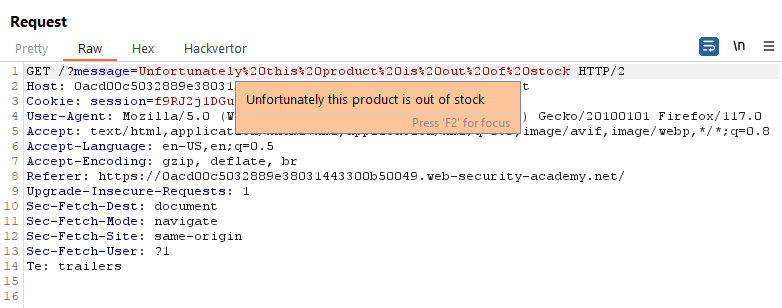 Request
Pretty Raw Hex Hackvertor \n
1 GET /?message=Unfortunately%20this%20product%20is%20out%20of%20stock HTTP/2
2 Host: 0acd00c5032889e38031
3 Cookie: session=f9RJ2j1DGu
Unfortunately this product is out of stock
Press 'F2' for focus
4 User-Agent: Mozilla/5.0 (W ) Gecko/20100101 Firefox/117.0
5 Accept: text/html,application image/avif,image/webp,*/*;q=0.8
6 Accept-Language: en-US,en;q=0.5
7 Accept-Encoding: gzip, deflate, br
8 Referer: https://0acd00c5032889e38031443300b50049.web-security-academy.net/
9 Upgrade-Insecure-Requests: 1
10 Sec-Fetch-Dest: document
11 Sec-Fetch-Mode: navigate
12 Sec-Fetch-Site: same-origin
13 Sec-Fetch-User: ?1
14 Te: trailers
15
16